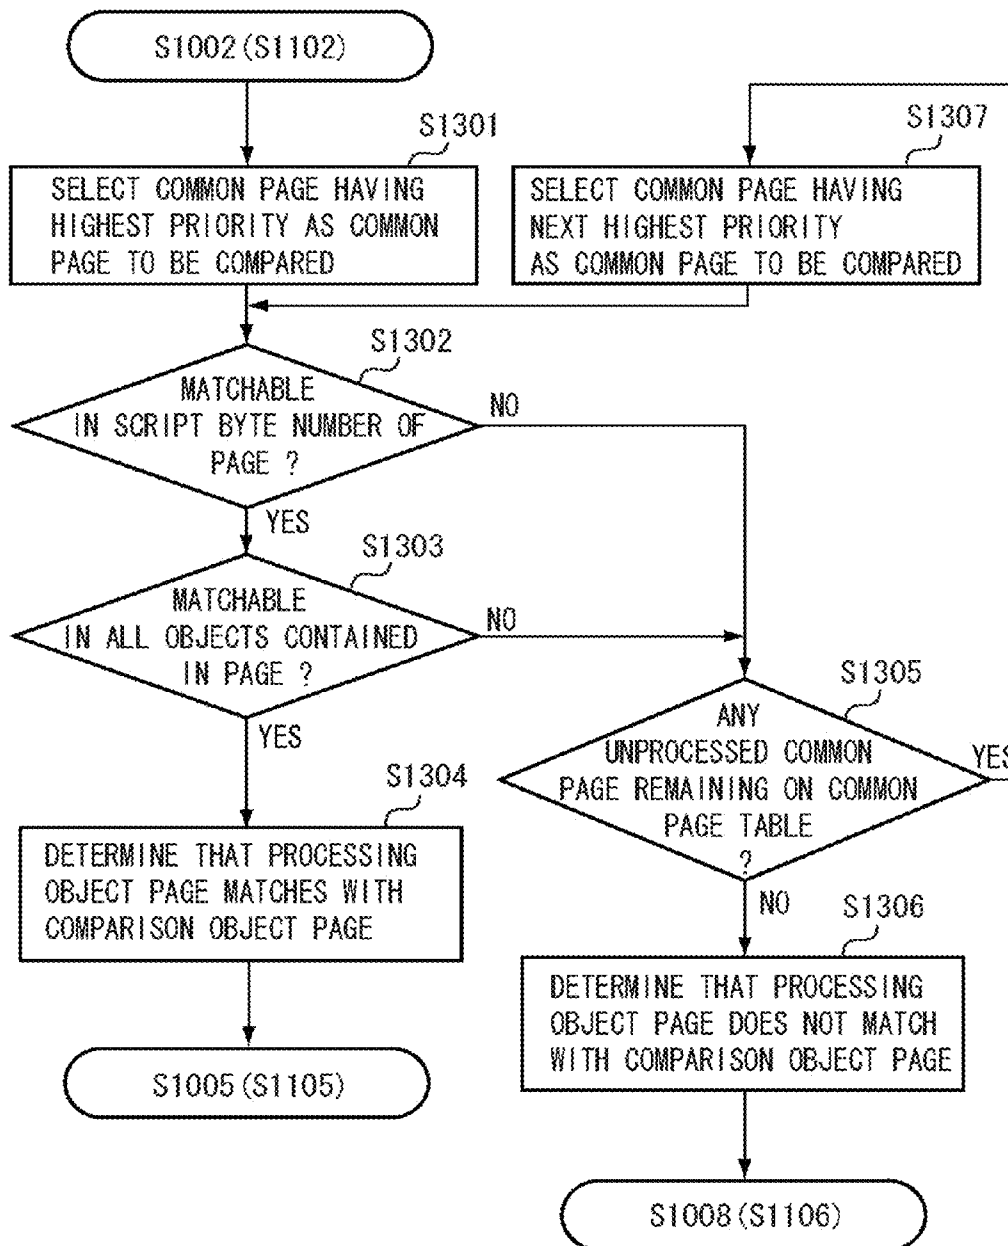 S1002(S1102)
S1301
SELECT COMMON PAGE HAVING
HIGHEST PRIORITY AS COMMON
PAGE TO BE COMPARED
S1307
SELECT COMMON PAGE HAVING
NEXT HIGHEST PRIORITY
AS COMMON PAGE TO BE COMPARED
S1302
MATCHABLE
IN SCRIPT BYTE NUMBER OF
PAGE ?
NO
YES
S1303
MATCHABLE
IN ALL OBJECTS CONTAINED
IN PAGE ?
NO
YES
S1305
ANY
UNPROCESSED COMMON
PAGE REMAINING ON COMMON
PAGE TABLE
?
YES
NO
S1304
DETERMINE THAT PROCESSING
OBJECT PAGE MATCHES WITH
COMPARISON OBJECT PAGE
S1306
DETERMINE THAT PROCESSING
OBJECT PAGE DOES NOT MATCH
WITH COMPARISON OBJECT PAGE
S1005(S1105)
S1008(S1106)